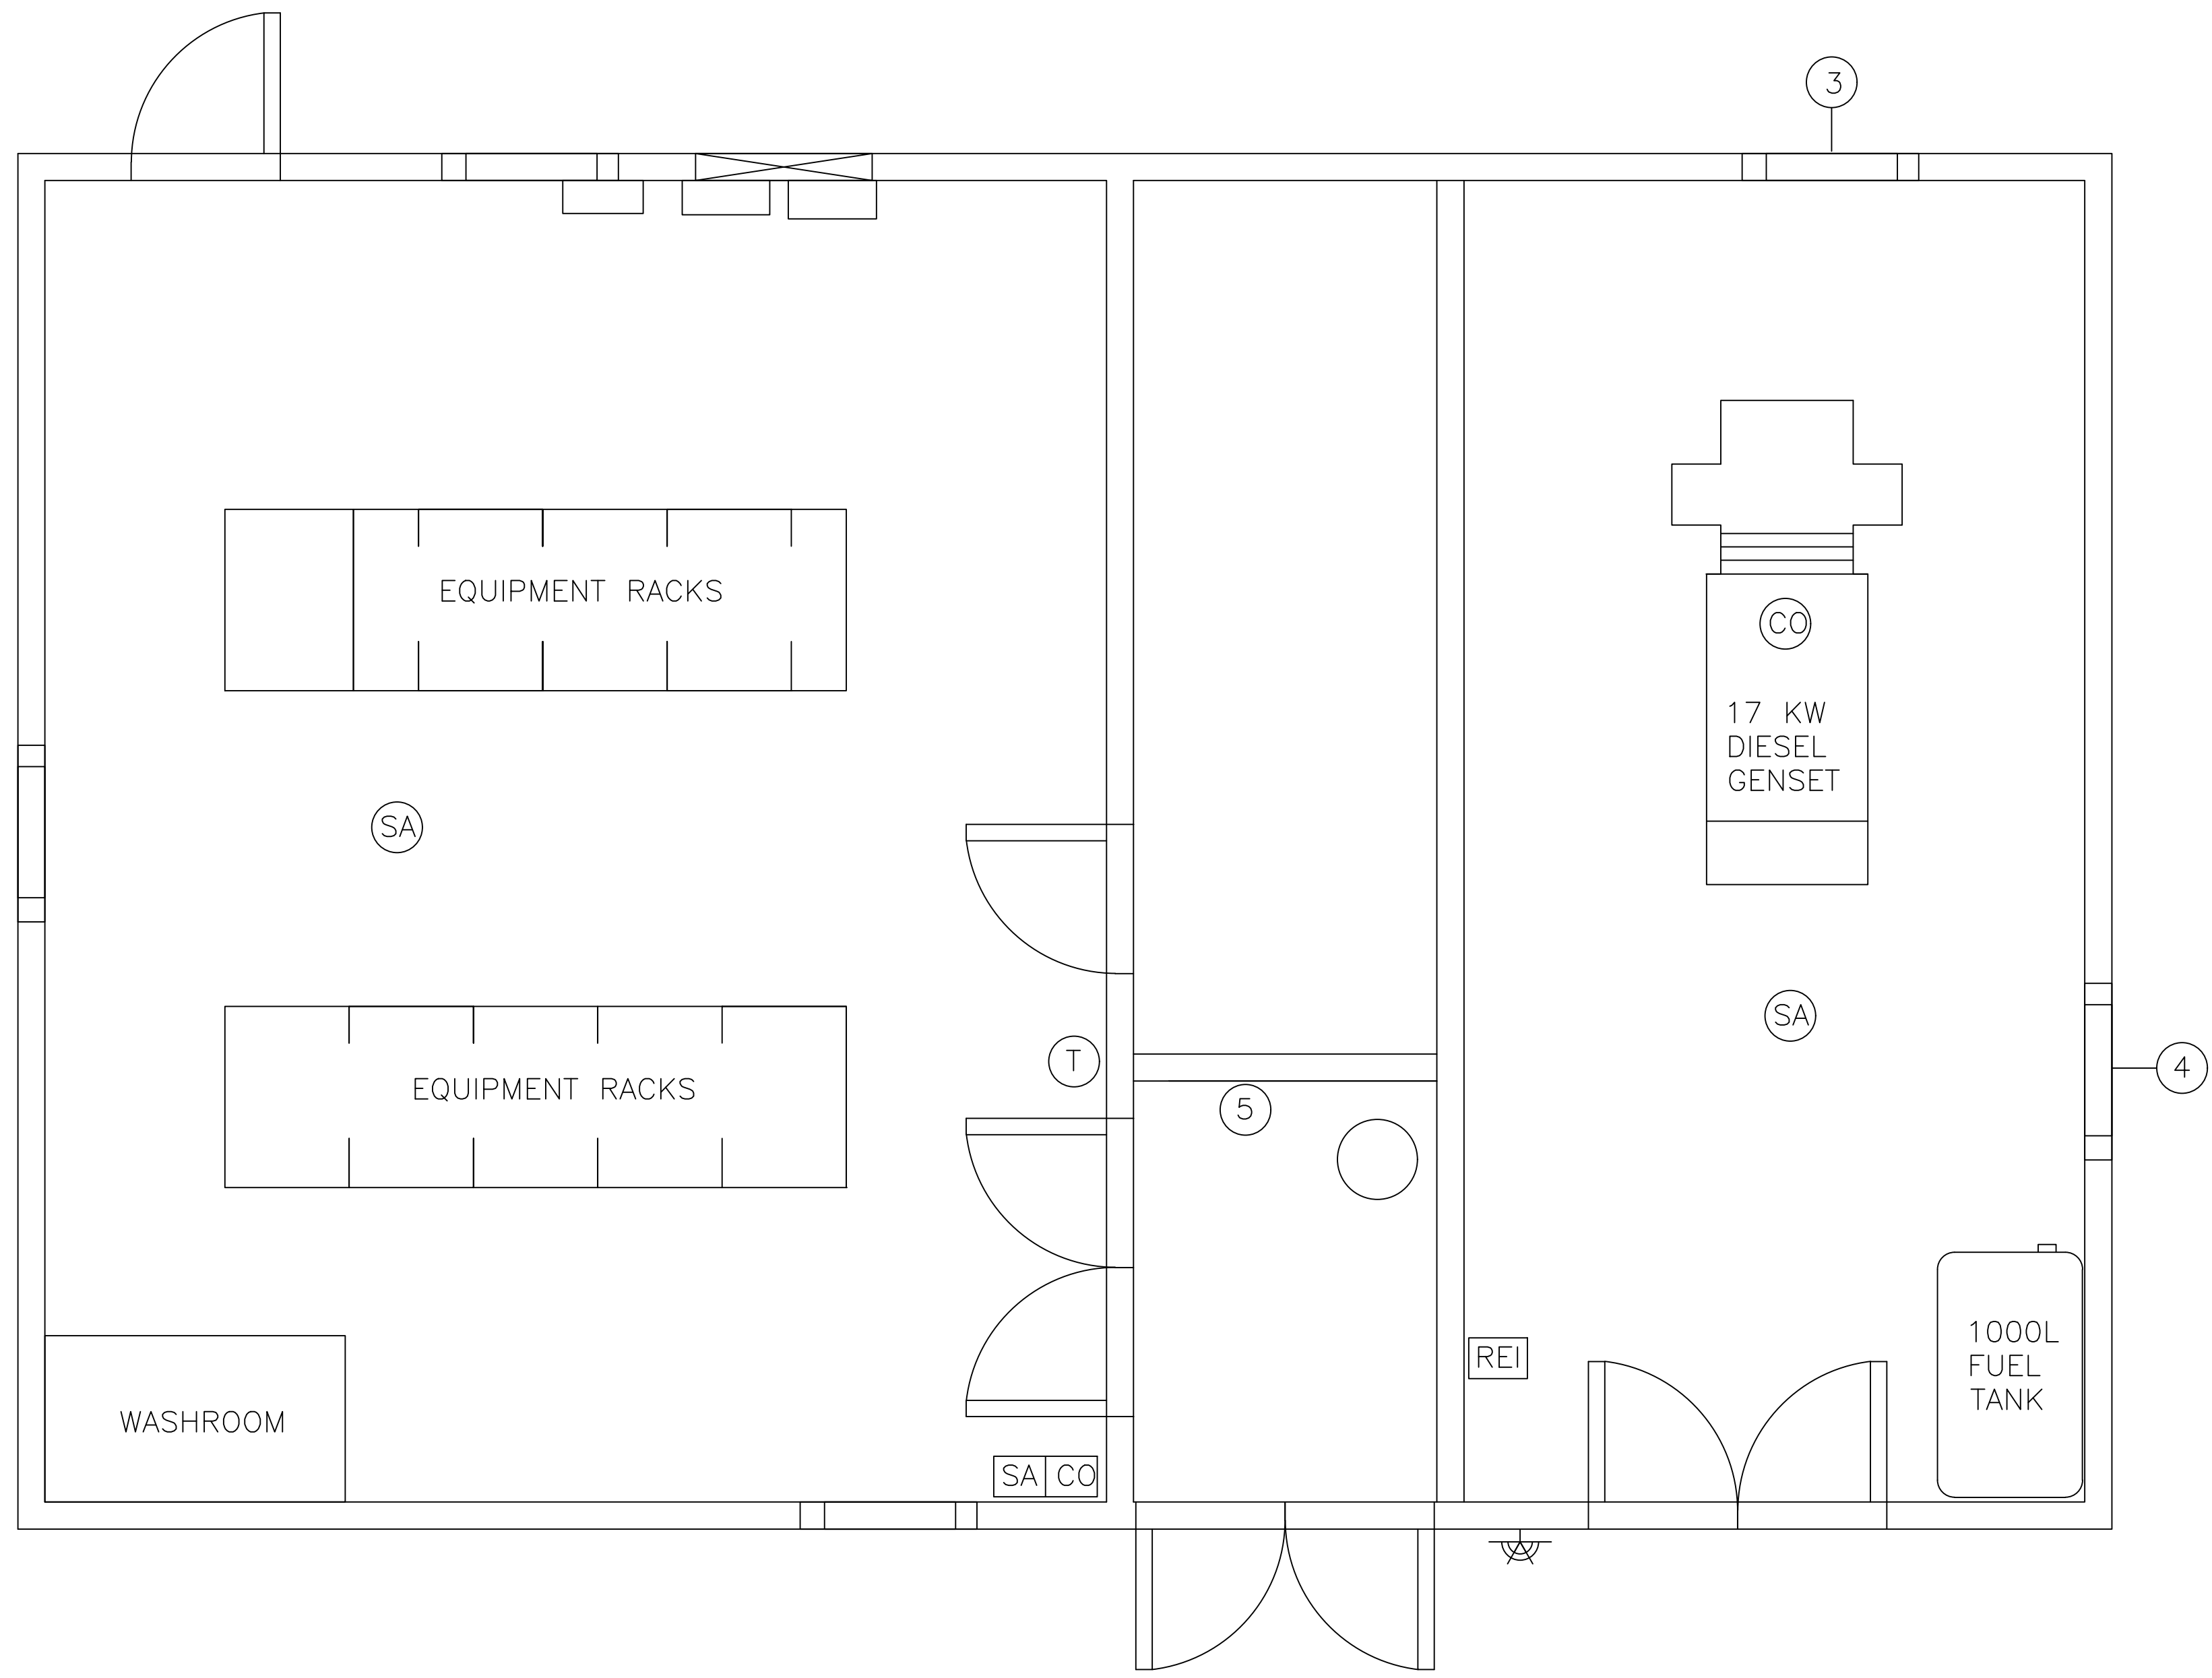 3
EQUIPMENT RACKS
CO
17 KW
DIESEL
GENSET
SA
SA
T
4
EQUIPMENT RACKS
5
1000L
FUEL
TANK
REI
WASHROOM
SA CO